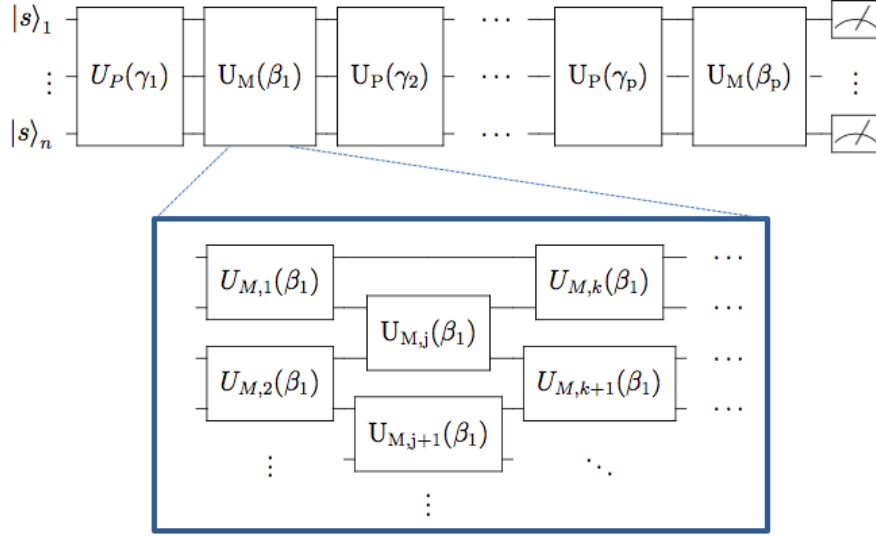 |s⟩₁ U_P(γ₁) U_M(β₁) U_P(γ₂) ⋯ U_P(γ_p) U_M(β_p)
⋮ ⋯ ⋮
|s⟩ₙ ⋯
U_{M,1}(β₁) U_{M,k}(β₁) ⋯
U_{M,j}(β₁) ⋯
U_{M,2}(β₁) U_{M,k+1}(β₁) ⋯
U_{M,j+1}(β₁) ⋯
⋮ ⋱
⋮